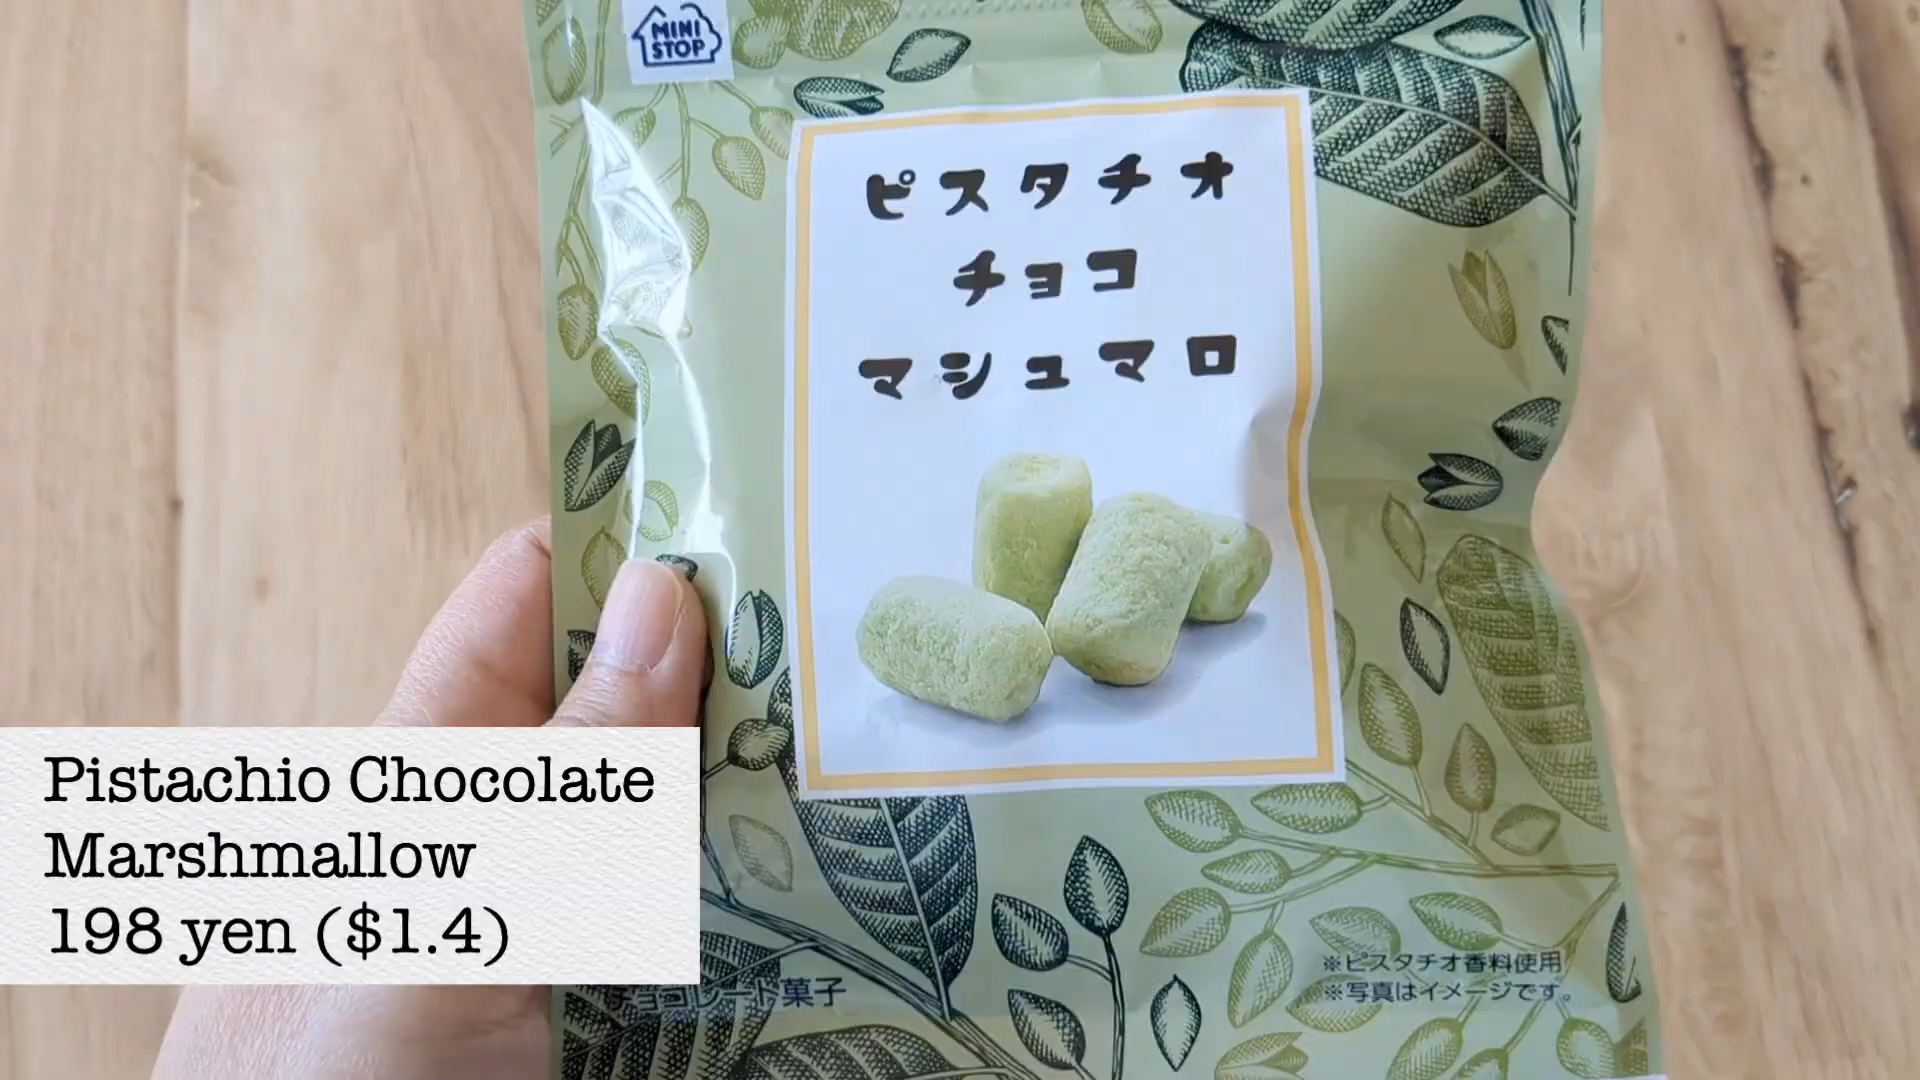 MINI
STOP
ピスタチオ
チョコ
マシュマロ
Pistachio Chocolate
Marshmallow
198 yen ($1.4)
※ピスタチオ香料使用
※写真はイメージです。
チョコレート菓子